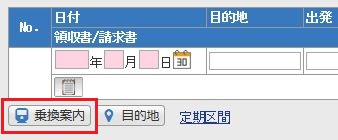 No. 日付 目的地 出発
領収書/請求書
年 月 日 30
乗換案内 目的地 定期区間